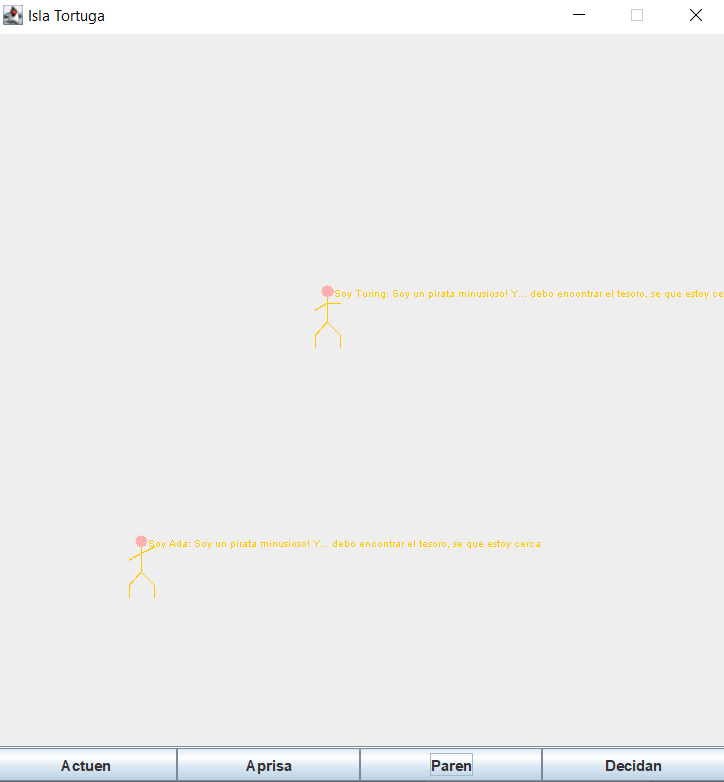 Isla Tortuga
Soy Turing: Soy un pirata minusioso! Y... debo encontrar el tesoro, se que estoy ce
Soy Ada: Soy un pirata minusioso! Y... debo encontrar el tesoro, se que estoy cerca
Actuen Aprisa Paren Decidan